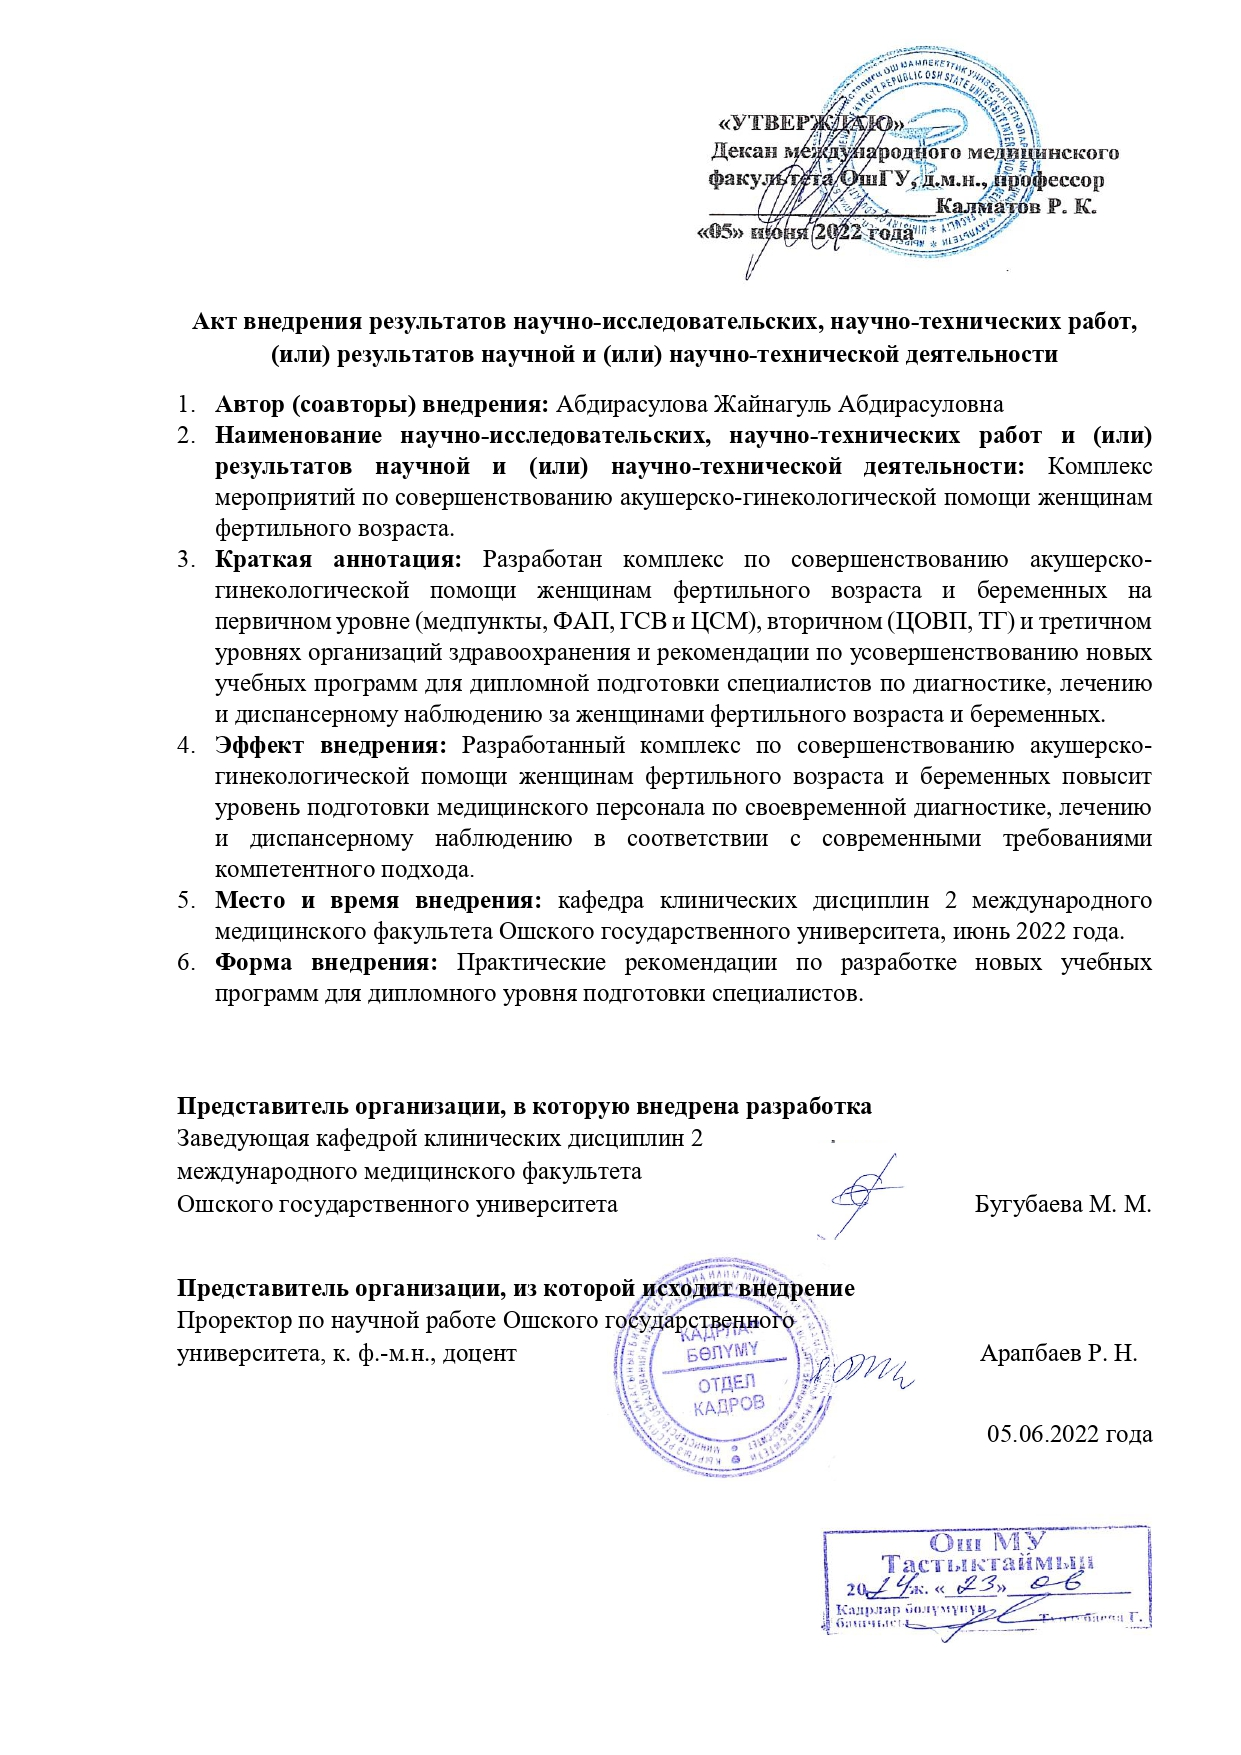 «УТВЕРЖДАЮ»
Декан международного медицинского
факультета ОшГУ, д.м.н., профессор
Калматов Р. К.
«05» июня 2022 года
Акт внедрения результатов научно-исследовательских, научно-технических работ,
(или) результатов научной и (или) научно-технической деятельности
1. Автор (соавторы) внедрения: Абдирасулова Жайнагуль Абдирасуловна
2. Наименование научно-исследовательских, научно-технических работ и (или)
результатов научной и (или) научно-технической деятельности: Комплекс
мероприятий по совершенствованию акушерско-гинекологической помощи женщинам
фертильного возраста.
3. Краткая аннотация: Разработан комплекс по совершенствованию акушерско-
гинекологической помощи женщинам фертильного возраста и беременных на
первичном уровне (медпункты, ФАП, ГСВ и ЦСМ), вторичном (ЦОВП, ТГ) и третичном
уровнях организаций здравоохранения и рекомендации по усовершенствованию новых
учебных программ для дипломной подготовки специалистов по диагностике, лечению
и диспансерному наблюдению за женщинами фертильного возраста и беременных.
4. Эффект внедрения: Разработанный комплекс по совершенствованию акушерско-
гинекологической помощи женщинам фертильного возраста и беременных повысит
уровень подготовки медицинского персонала по своевременной диагностике, лечению
и диспансерному наблюдению в соответствии с современными требованиями
компетентного подхода.
5. Место и время внедрения: кафедра клинических дисциплин 2 международного
медицинского факультета Ошского государственного университета, июнь 2022 года.
6. Форма внедрения: Практические рекомендации по разработке новых учебных
программ для дипломного уровня подготовки специалистов.
Представитель организации, в которую внедрена разработка
Заведующая кафедрой клинических дисциплин 2
международного медицинского факультета
Ошского государственного университета Бугубаева М. М.
Представитель организации, из которой исходит внедрение
Проректор по научной работе Ошского государственного
университета, к. ф.-м.н., доцент Арапбаев Р. Н.
КАДРЛАР
БӨЛҮМҮ
ОТДЕЛ
КАДРОВ
05.06.2022 года
Ош МУ
Тастыктаймын
20 14 ж. « 23 » 06
Кадрлар бөлүмүнүн
башчысы